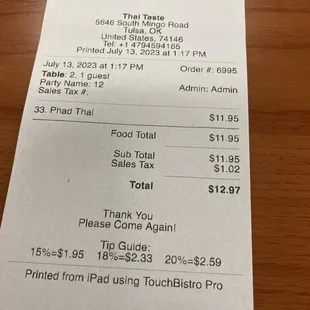 Thai Taste
5646 South Mingo Road
Tulsa, OK
United States, 74146
Tel: +1 4794594165
Printed July 13, 2023 at 1:17 PM
July 13, 2023 at 1:17 PM Order #: 6995
Table: 2, 1 guest
Party Name: 12 Admin: Admin
Sales Tax #:
33. Phad Thai $11.95
Food Total $11.95
Sub Total $11.95
Sales Tax $1.02
Total $12.97
Thank You
Please Come Again!
Tip Guide:
15%=$1.95 18%=$2.33 20%=$2.59
Printed from iPad using TouchBistro Pro